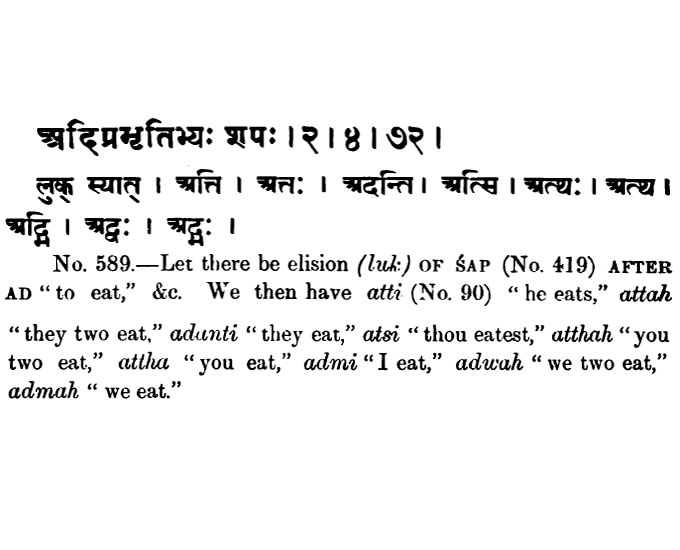 अदिप्रभृतिभ्यः शपः । २ । ४ । ७२ ।
लुक् स्यात् । अत्ति । अत्तः । अदन्ति । अत्सि । अत्थः । अत्थ ।
अद्मि । अद्वः । अद्मः ।
No. 589.—Let there be elision (luk) OF ŚAP (No. 419) AFTER
AD “to eat,” &c. We then have atti (No. 90) “he eats,” attah
“they two eat,” adanti “they eat,” atsi “thou eatest,” atthah “you
two eat,” attha “you eat,” admi “I eat,” adwah “we two eat,”
admah “we eat.”